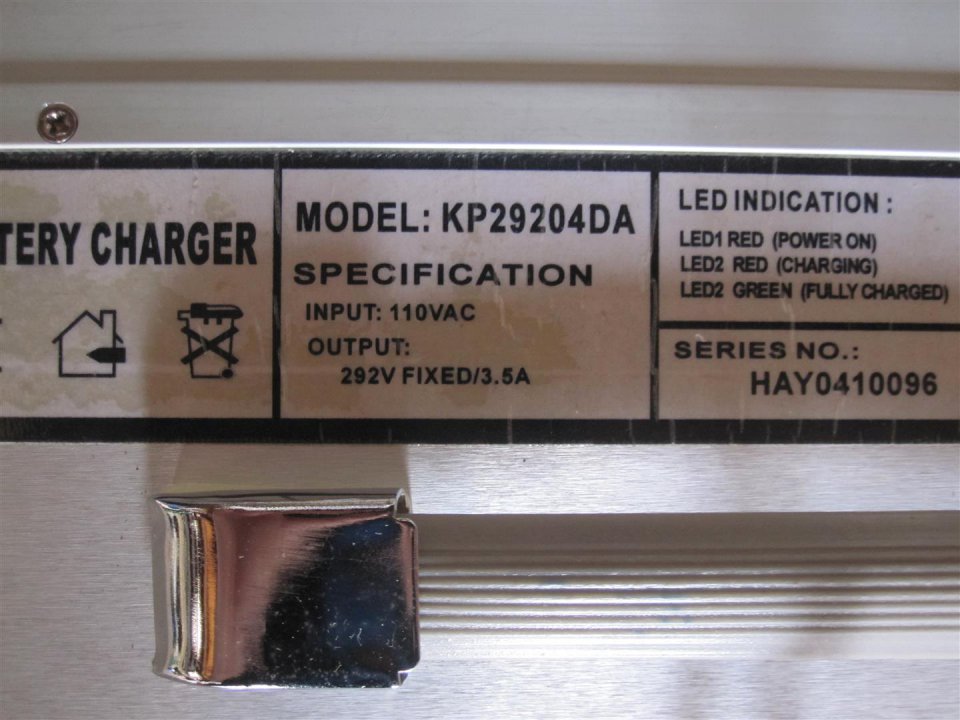 TERY CHARGER
MODEL: KP29204DA
SPECIFICATION
INPUT: 110VAC
OUTPUT:
292V FIXED/3.5A
LED INDICATION :
LED1 RED (POWER ON)
LED2 RED (CHARGING)
LED2 GREEN (FULLY CHARGED)
SERIES NO.:
HAY0410096